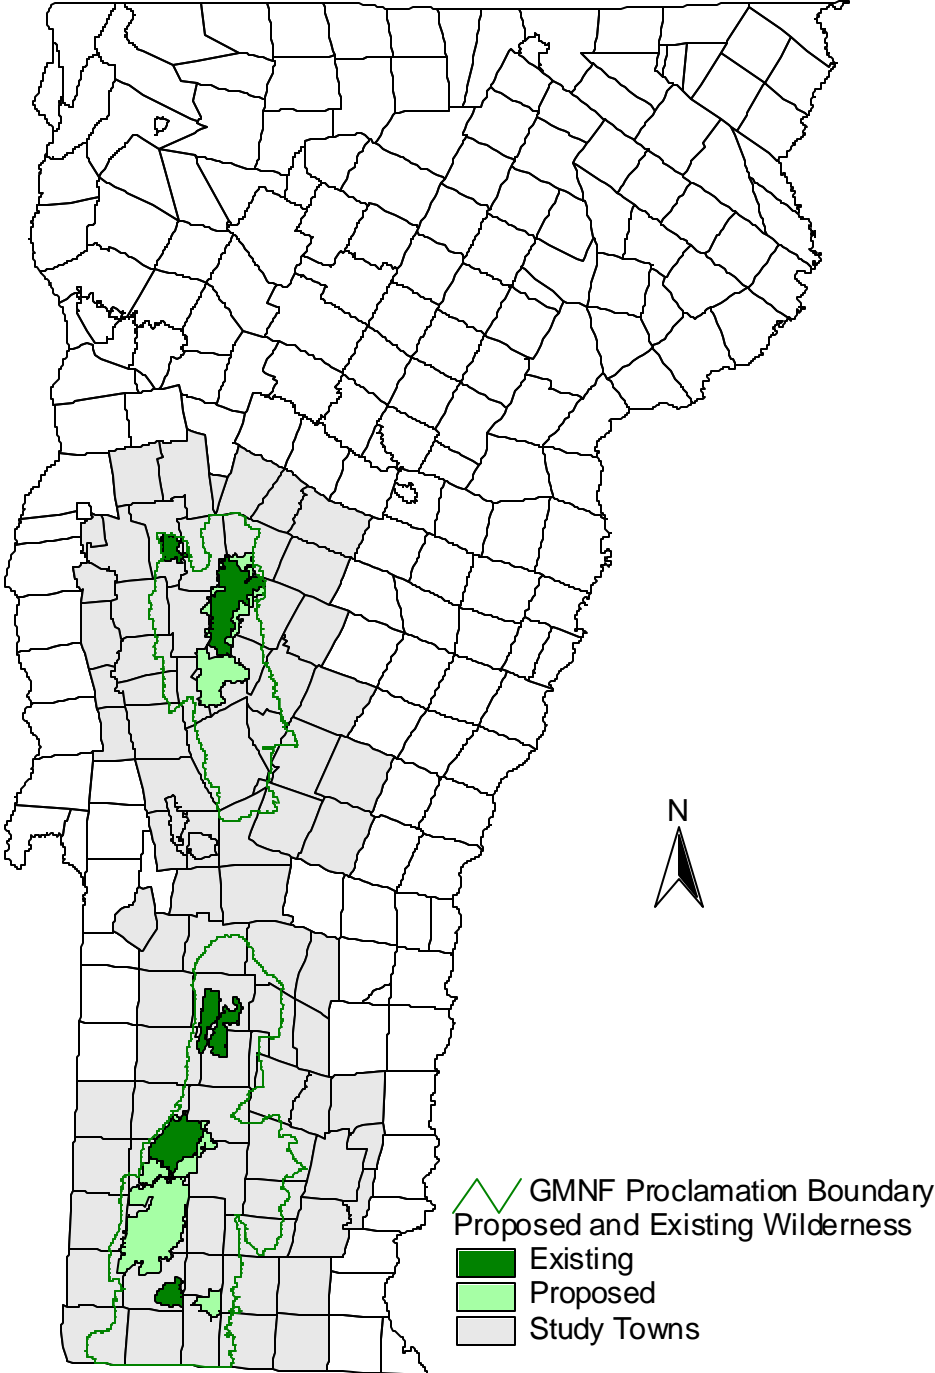 N
GMNF Proclamation Boundary
Proposed and Existing Wilderness
Existing
Proposed
Study Towns